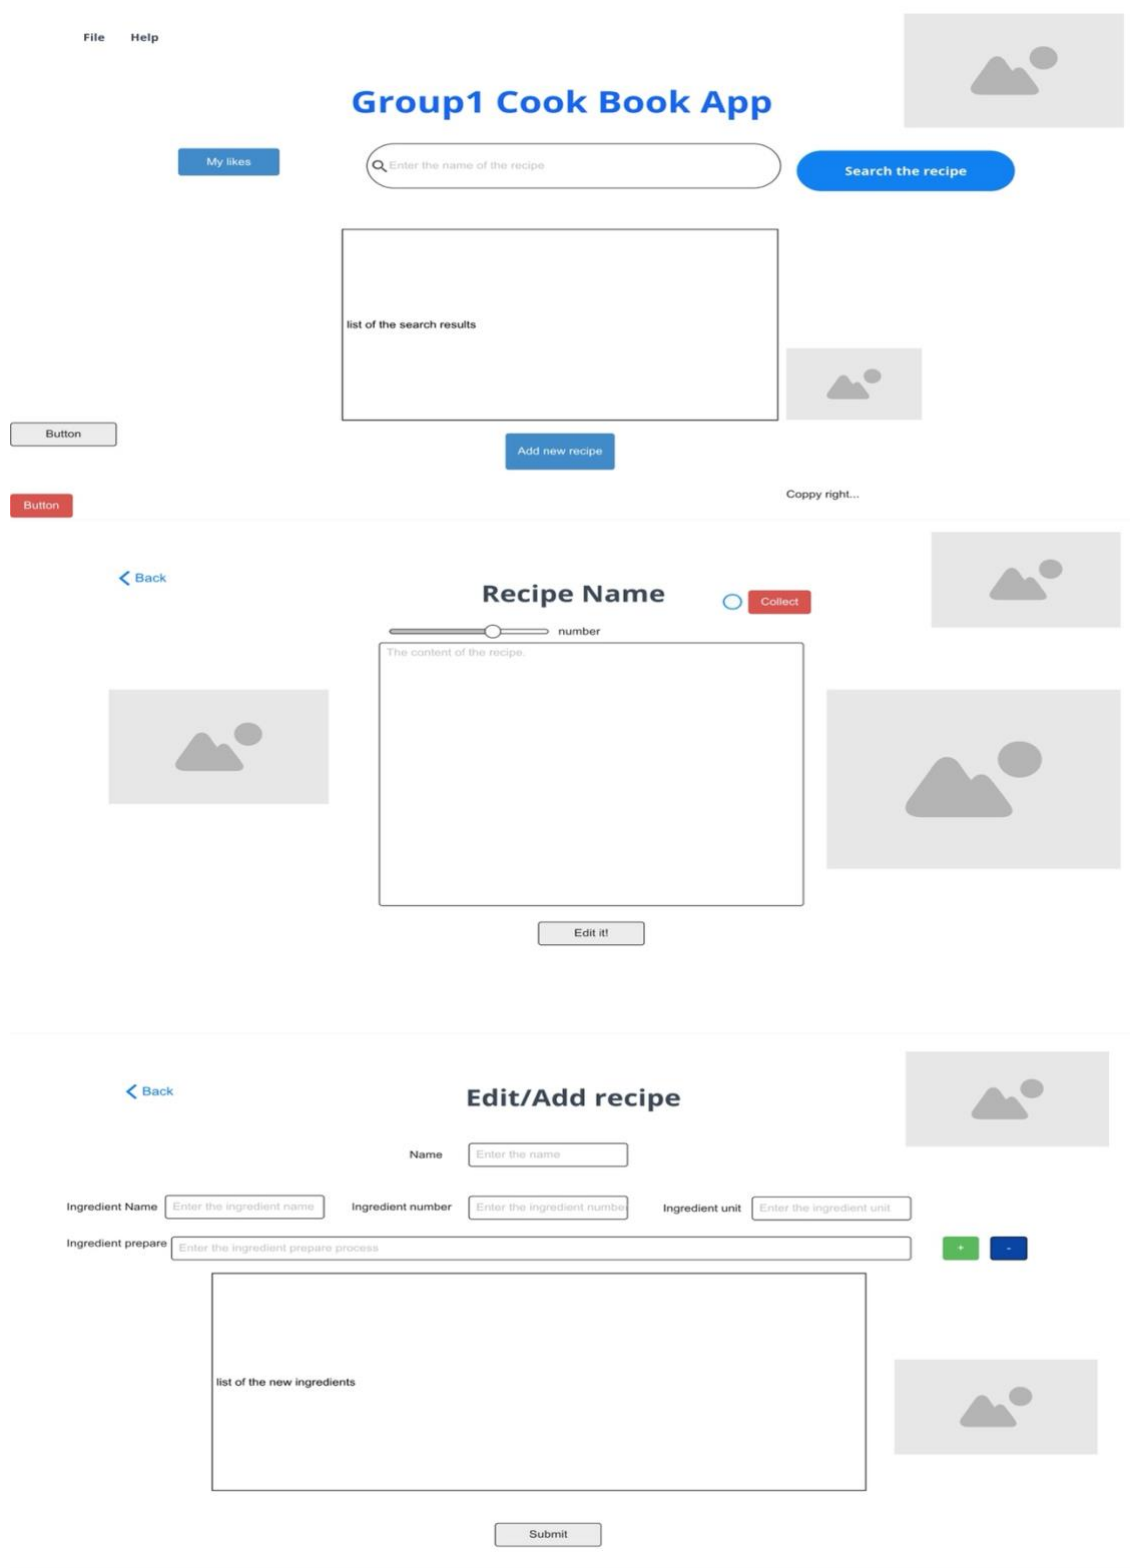 File Help
Group1 Cook Book App
My likes
Enter the name of the recipe
Search the recipe
list of the search results
Button
Add new recipe
Button
Coppy right...
Back
Recipe Name
Collect
number
The content of the recipe.
Edit it!
Back
Edit/Add recipe
Name Enter the name
Ingredient Name Enter the ingredient name Ingredient number Enter the ingredient number Ingredient unit Enter the ingredient unit
Ingredient prepare Enter the ingredient prepare process + -
list of the new ingredients
Submit